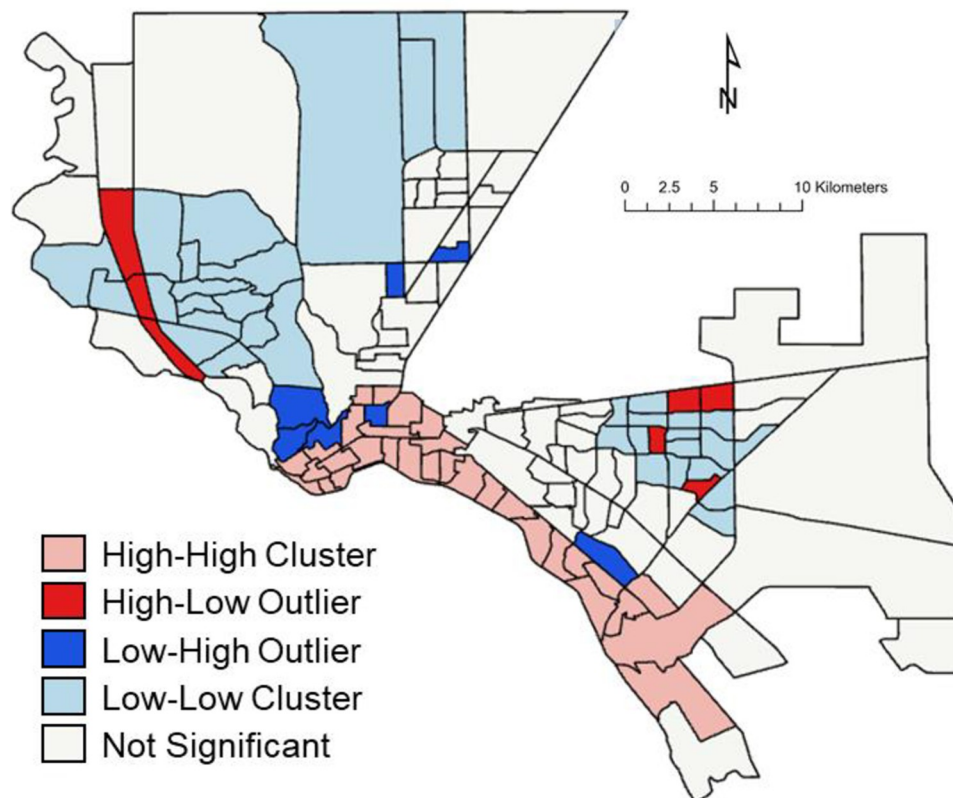 N
0 2.5 5 10 Kilometers
High-High Cluster
High-Low Outlier
Low-High Outlier
Low-Low Cluster
Not Significant